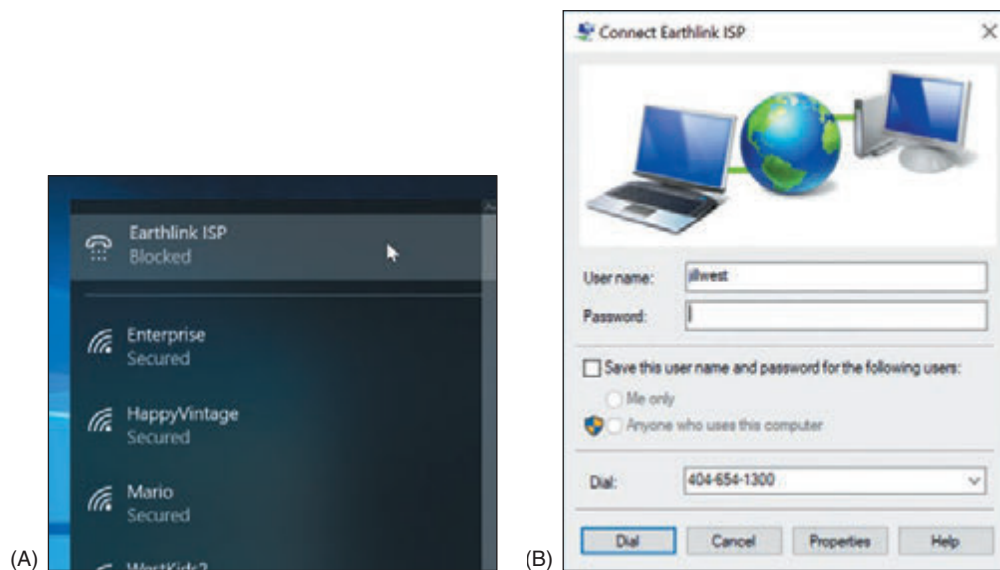 Earthlink ISP
Blocked
Enterprise
Secured
HappyVintage
Secured
Mario
Secured
WestKids2
(A)
Connect Earthlink ISP
User name: jillwest
Password:
Save this user name and password for the following users:
Me only
Anyone who uses this computer
Dial: 404-654-1300
Dial Cancel Properties Help
(B)